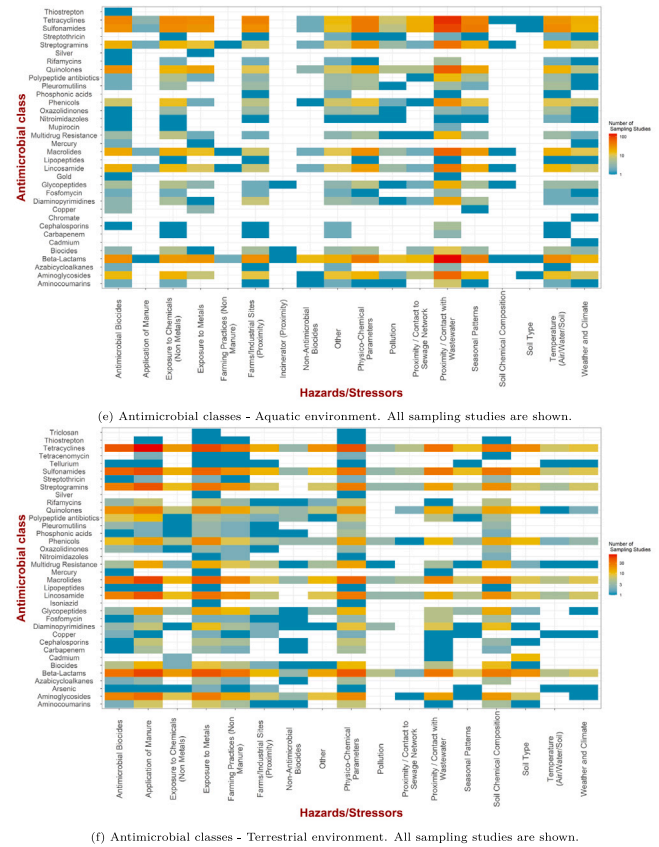 Antimicrobial class
Thiostrepton
Tetracyclines
Sulfonamides
Streptothricin
Streptogramins
Silver
Rifamycins
Quinolones
Polypeptide antibiotics
Pleuromutilins
Phosphonic acids
Phenicols
Oxazolidinones
Nitroimidazoles
Mupirocin
Multidrug Resistance
Mercury
Macrolides
Lipopeptides
Lincosamide
Gold
Glycopeptides
Fosfomycin
Diaminopyrimidines
Copper
Chromate
Cephalosporins
Carbapenem
Cadmium
Biocides
Beta-Lactams
Azabicycloalkanes
Aminoglycosides
Aminocoumarins
Number of
Sampling Studies
100
10
1
Antimicrobial Biocides
Application of Manure
Exposure to Chemicals
(Non Metals)
Exposure to Metals
Farming Practices (Non
Manure)
Farms/Industrial Sites
(Proximity)
Incinerator (Proximity)
Non-Antimicrobial
Biocides
Other
Physico-Chemical
Parameters
Pollution
Proximity / Contact to
Sewage Network
Proximity / Contact with
Wastewater
Seasonal Patterns
Soil Chemical Composition
Soil Type
Temperature
(Air/Water/Soil)
Weather and Climate
Hazards/Stressors
(e) Antimicrobial classes - Aquatic environment. All sampling studies are shown.
Antimicrobial class
Triclosan
Thiostrepton
Tetracyclines
Tetracenomycin
Tellurium
Sulfonamides
Streptothricin
Streptogramins
Silver
Rifamycins
Quinolones
Polypeptide antibiotics
Pleuromutilins
Phosphonic acids
Phenicols
Oxazolidinones
Nitroimidazoles
Multidrug Resistance
Mercury
Macrolides
Lipopeptides
Lincosamide
Isoniazid
Glycopeptides
Fosfomycin
Diaminopyrimidines
Copper
Cephalosporins
Carbapenem
Cadmium
Biocides
Beta-Lactams
Azabicycloalkanes
Arsenic
Aminoglycosides
Aminocoumarins
Number of
Sampling Studies
30
10
3
1
Antimicrobial Biocides
Application of Manure
Exposure to Chemicals
(Non Metals)
Exposure to Metals
Farming Practices (Non
Manure)
Farms/Industrial Sites
(Proximity)
Non-Antimicrobial
Biocides
Other
Physico-Chemical
Parameters
Pollution
Proximity / Contact to
Sewage Network
Proximity / Contact with
Wastewater
Seasonal Patterns
Soil Chemical Composition
Soil Type
Temperature
(Air/Water/Soil)
Weather and Climate
Hazards/Stressors
(f) Antimicrobial classes - Terrestrial environment. All sampling studies are shown.